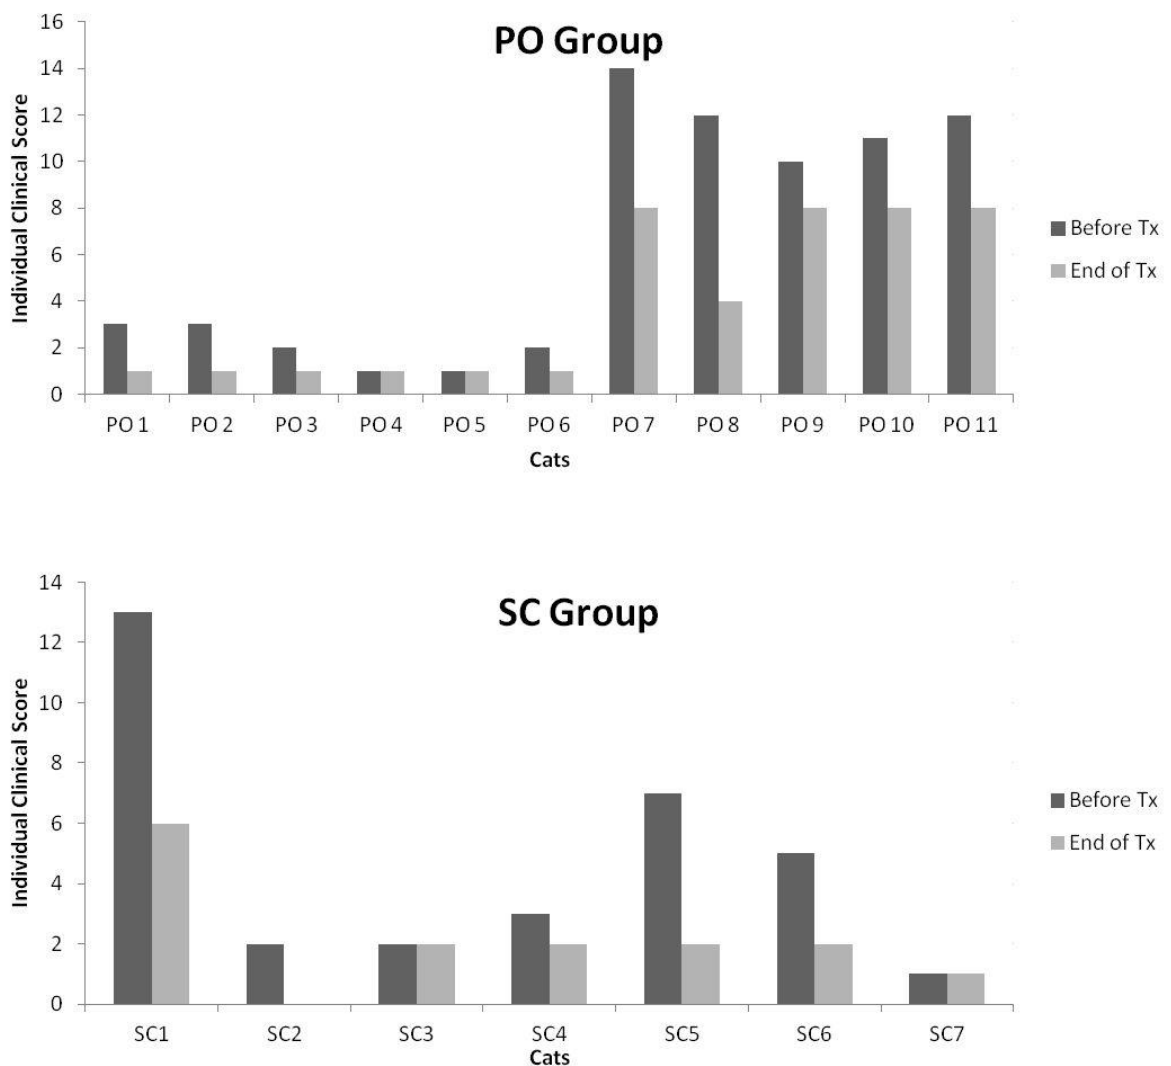 PO Group
16
14
12
10
8
6
4
2
0
Individual Clinical Score
PO 1 PO 2 PO 3 PO 4 PO 5 PO 6 PO 7 PO 8 PO 9 PO 10 PO 11
Cats
Before Tx
End of Tx
SC Group
14
12
10
8
6
4
2
0
Individual Clinical Score
SC1 SC2 SC3 SC4 SC5 SC6 SC7
Cats
Before Tx
End of Tx